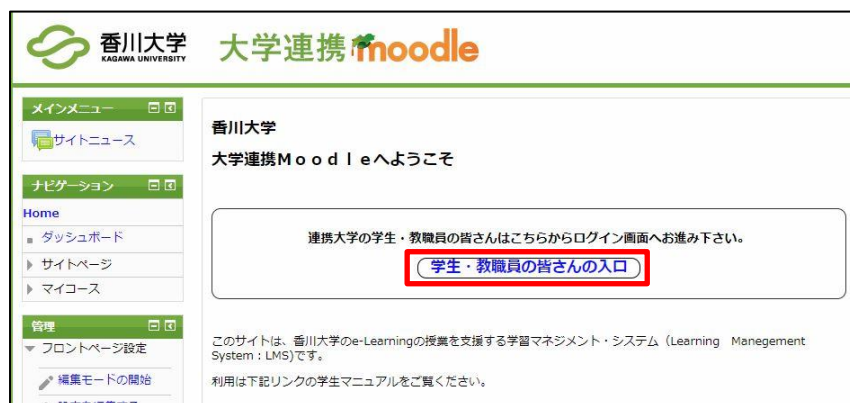 香川大学
KAGAWA UNIVERSITY
大学連携moodle
メインメニュー
サイトニュース
ナビゲーション
Home
ダッシュボード
サイトページ
マイコース
管理
フロントページ設定
編集モードの開始
香川大学
大学連携Ｍｏｏｄｌｅへようこそ
連携大学の学生・教職員の皆さんはこちらからログイン画面へお進み下さい。
学生・教職員の皆さんの入口
このサイトは、香川大学のe-Learningの授業を支援する学習マネジメント・システム（Learning Manegement
System：LMS)です。
利用は下記リンクの学生マニュアルをご覧ください。